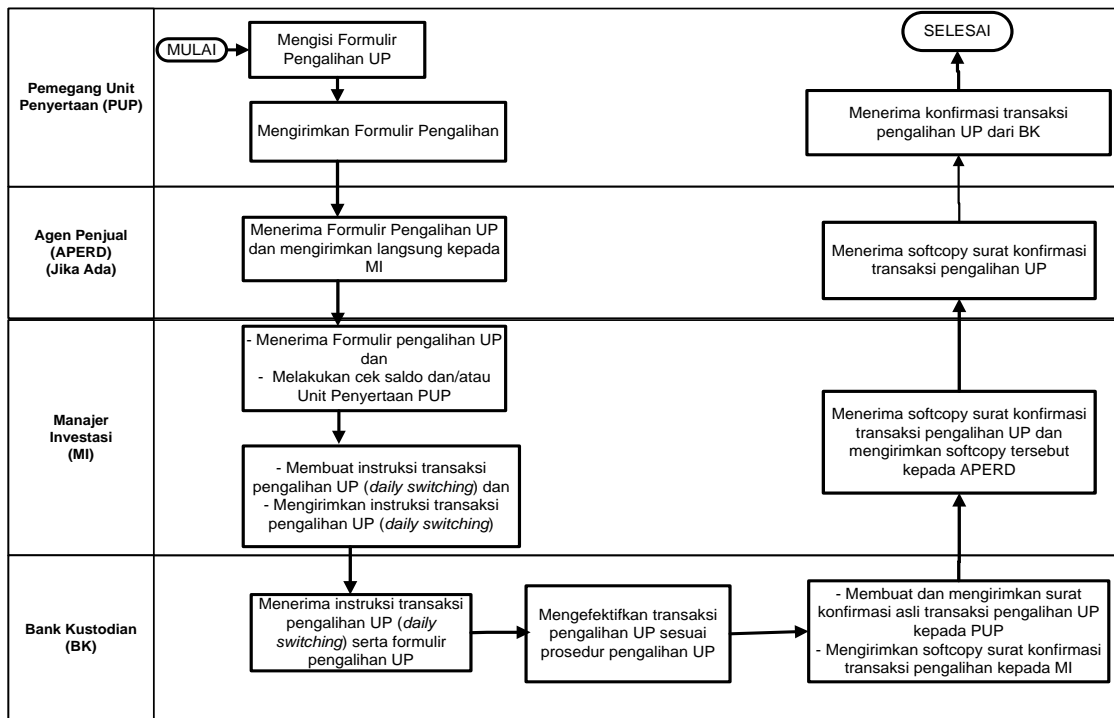 Pemegang Unit
Penyertaan (PUP)
MULAI
Mengisi Formulir
Pengalihan UP
Mengirimkan Formulir Pengalihan
SELESAI
Menerima konfirmasi transaksi
pengalihan UP dari BK
Agen Penjual
(APERD)
(Jika Ada)
Menerima Formulir Pengalihan UP
dan mengirimkan langsung kepada
MI
Menerima softcopy surat konfirmasi
transaksi pengalihan UP
Manajer
Investasi
(MI)
- Menerima Formulir pengalihan UP
dan
- Melakukan cek saldo dan/atau
Unit Penyertaan PUP
- Membuat instruksi transaksi
pengalihan UP (daily switching) dan
- Mengirimkan instruksi transaksi
pengalihan UP (daily switching)
Menerima softcopy surat konfirmasi
transaksi pengalihan UP dan
mengirimkan softcopy tersebut
kepada APERD
Bank Kustodian
(BK)
Menerima instruksi transaksi
pengalihan UP (daily
switching) serta formulir
pengalihan UP
Mengefektifkan transaksi
pengalihan UP sesuai
prosedur pengalihan UP
- Membuat dan mengirimkan surat
konfirmasi asli transaksi pengalihan UP
kepada PUP
- Mengirimkan softcopy surat konfirmasi
transaksi pengalihan kepada MI